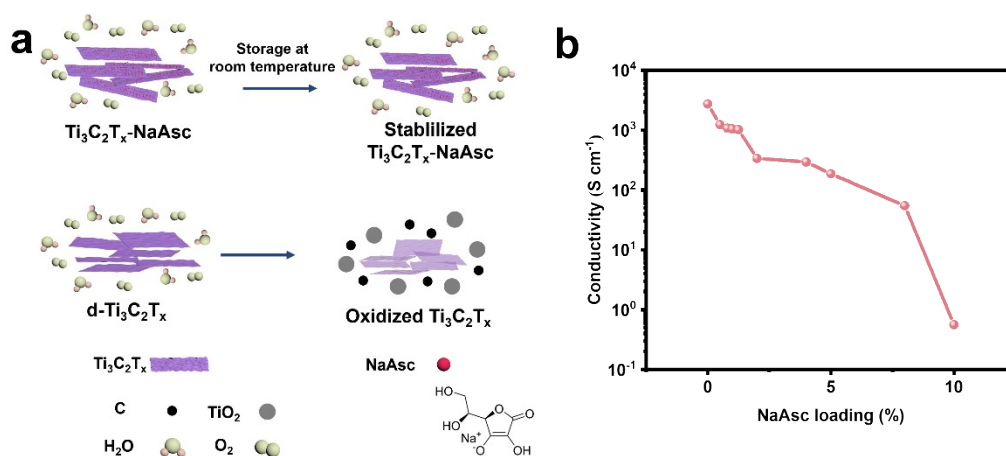 a
Storage at
room temperature
Ti₃C₂Tₓ-NaAsc
Stablilized
Ti₃C₂Tₓ-NaAsc
d-Ti₃C₂Tₓ
Oxidized Ti₃C₂Tₓ
Ti₃C₂Tₓ
NaAsc
C
TiO₂
H₂O
O₂
HO
HO
O
O
Na⁺
⁻O
OH
b
10⁴
10³
10²
10¹
10⁰
10⁻¹
Conductivity (S cm⁻¹)
0
5
10
NaAsc loading (%)